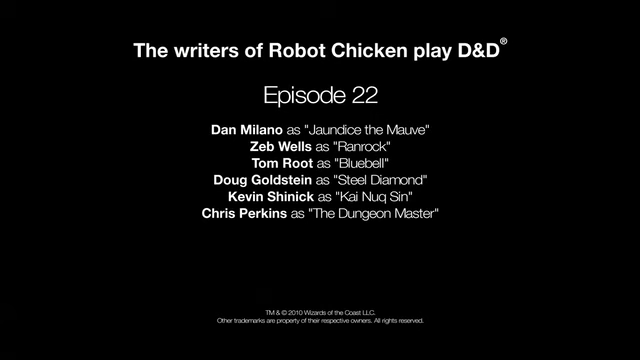 The writers of Robot Chicken play D&D®
Episode 22
Dan Milano as "Jaundice the Mauve"
Zeb Wells as "Ranrock"
Tom Root as "Bluebell"
Doug Goldstein as "Steel Diamond"
Kevin Shinick as "Kai Nuq Sin"
Chris Perkins as "The Dungeon Master"
TM & © 2010 Wizards of the Coast LLC.
Other trademarks are property of their respective owners. All rights reserved.